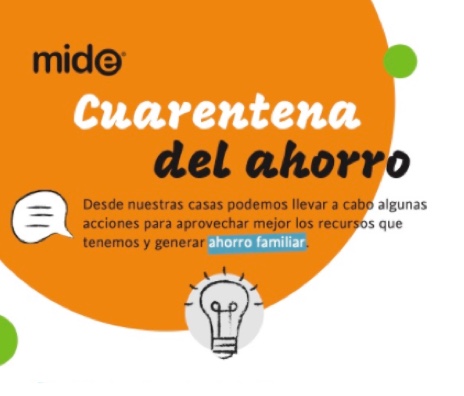 mide
Cuarentena
del ahorro
Desde nuestras casas podemos llevar a cabo algunas
acciones para aprovechar mejor los recursos que
tenemos y generar ahorro familiar.